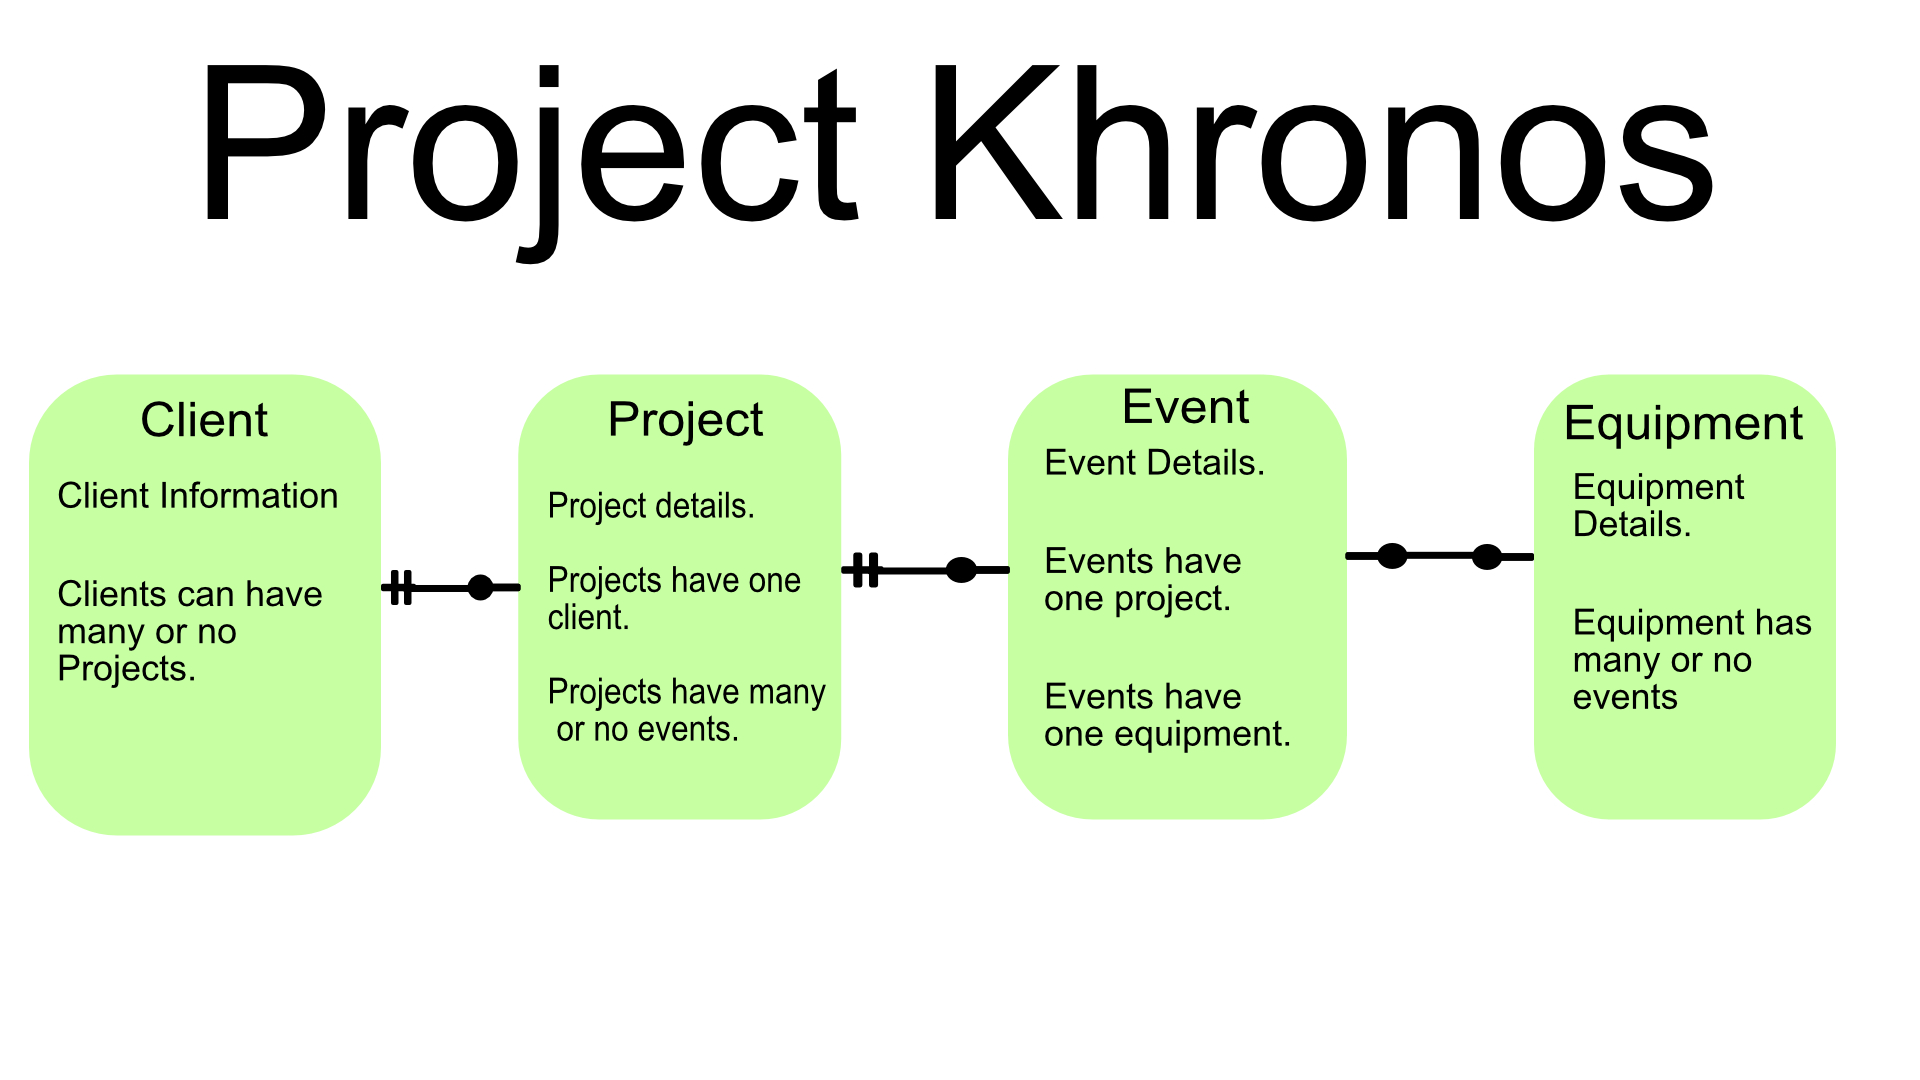 Project Khronos
Client
Client Information
Clients can have
many or no
Projects.
Project
Project details.
Projects have one
client.
Projects have many
or no events.
Event
Event Details.
Events have
one project.
Events have
one equipment.
Equipment
Equipment
Details.
Equipment has
many or no
events